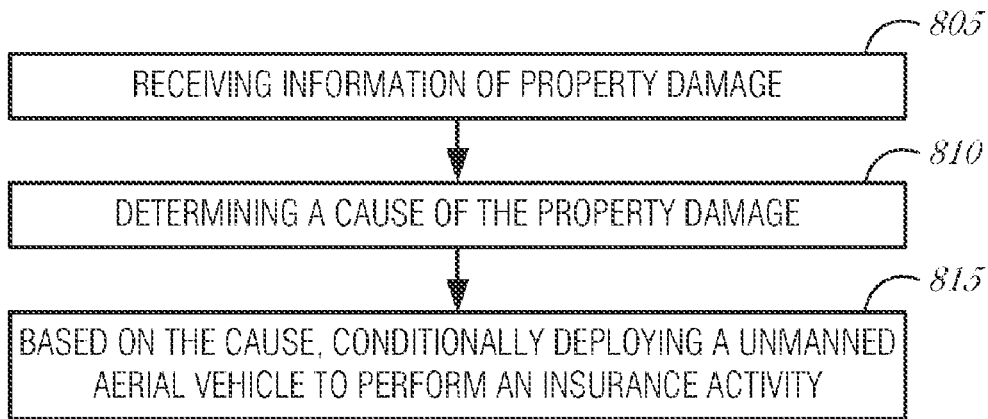 805
RECEIVING INFORMATION OF PROPERTY DAMAGE
810
DETERMINING A CAUSE OF THE PROPERTY DAMAGE
815
BASED ON THE CAUSE, CONDITIONALLY DEPLOYING A UNMANNED
AERIAL VEHICLE TO PERFORM AN INSURANCE ACTIVITY